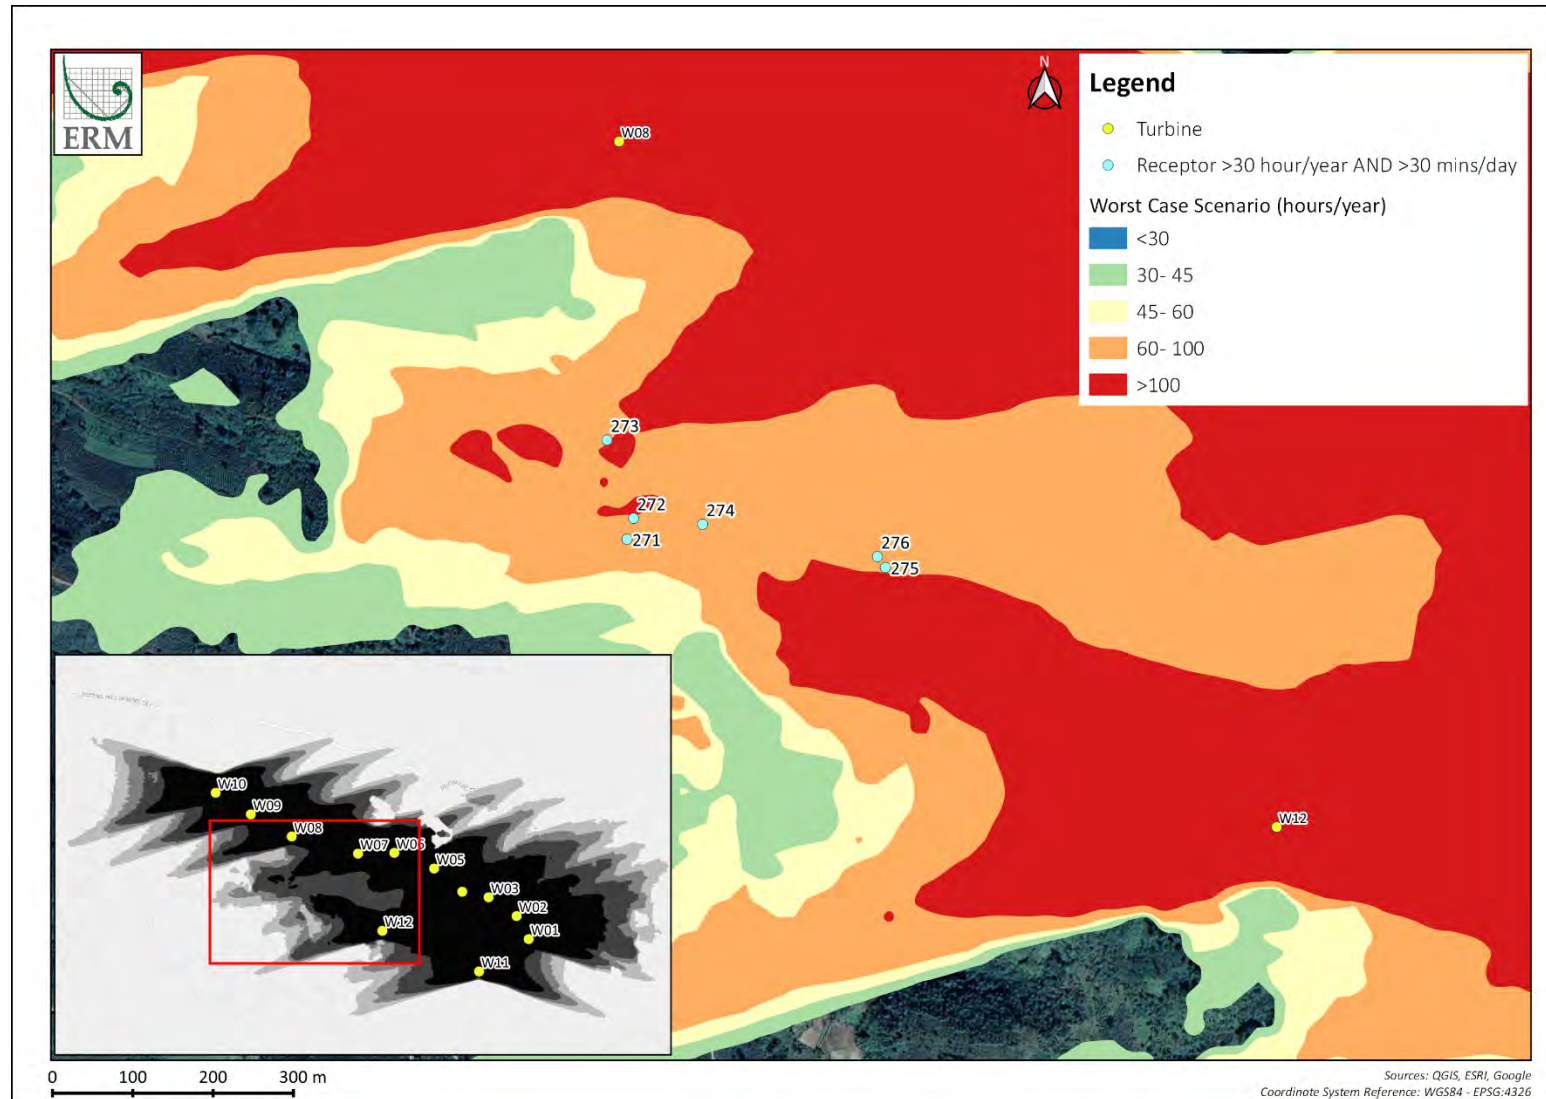 ERM
N
Legend
Turbine
Receptor >30 hour/year AND >30 mins/day
Worst Case Scenario (hours/year)
<30
30- 45
45- 60
60- 100
>100
W08
273
272
274
271
276
275
W12
W10
W09
W08
W07
W06
W05
W03
W02
W12
W01
W11
0 100 200 300 m
Sources: QGIS, ESRI, Google
Coordinate System Reference: WGS84 - EPSG:4326